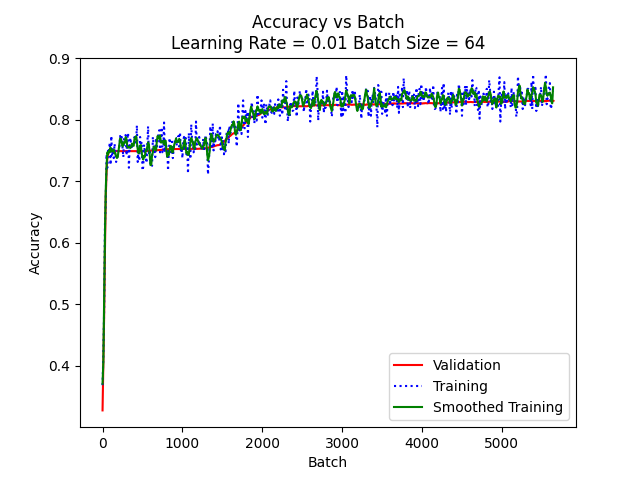 Accuracy vs Batch
Learning Rate = 0.01 Batch Size = 64
0.9
0.8
0.7
0.6
0.5
0.4
Accuracy
Validation
Training
Smoothed Training
0 1000 2000 3000 4000 5000
Batch